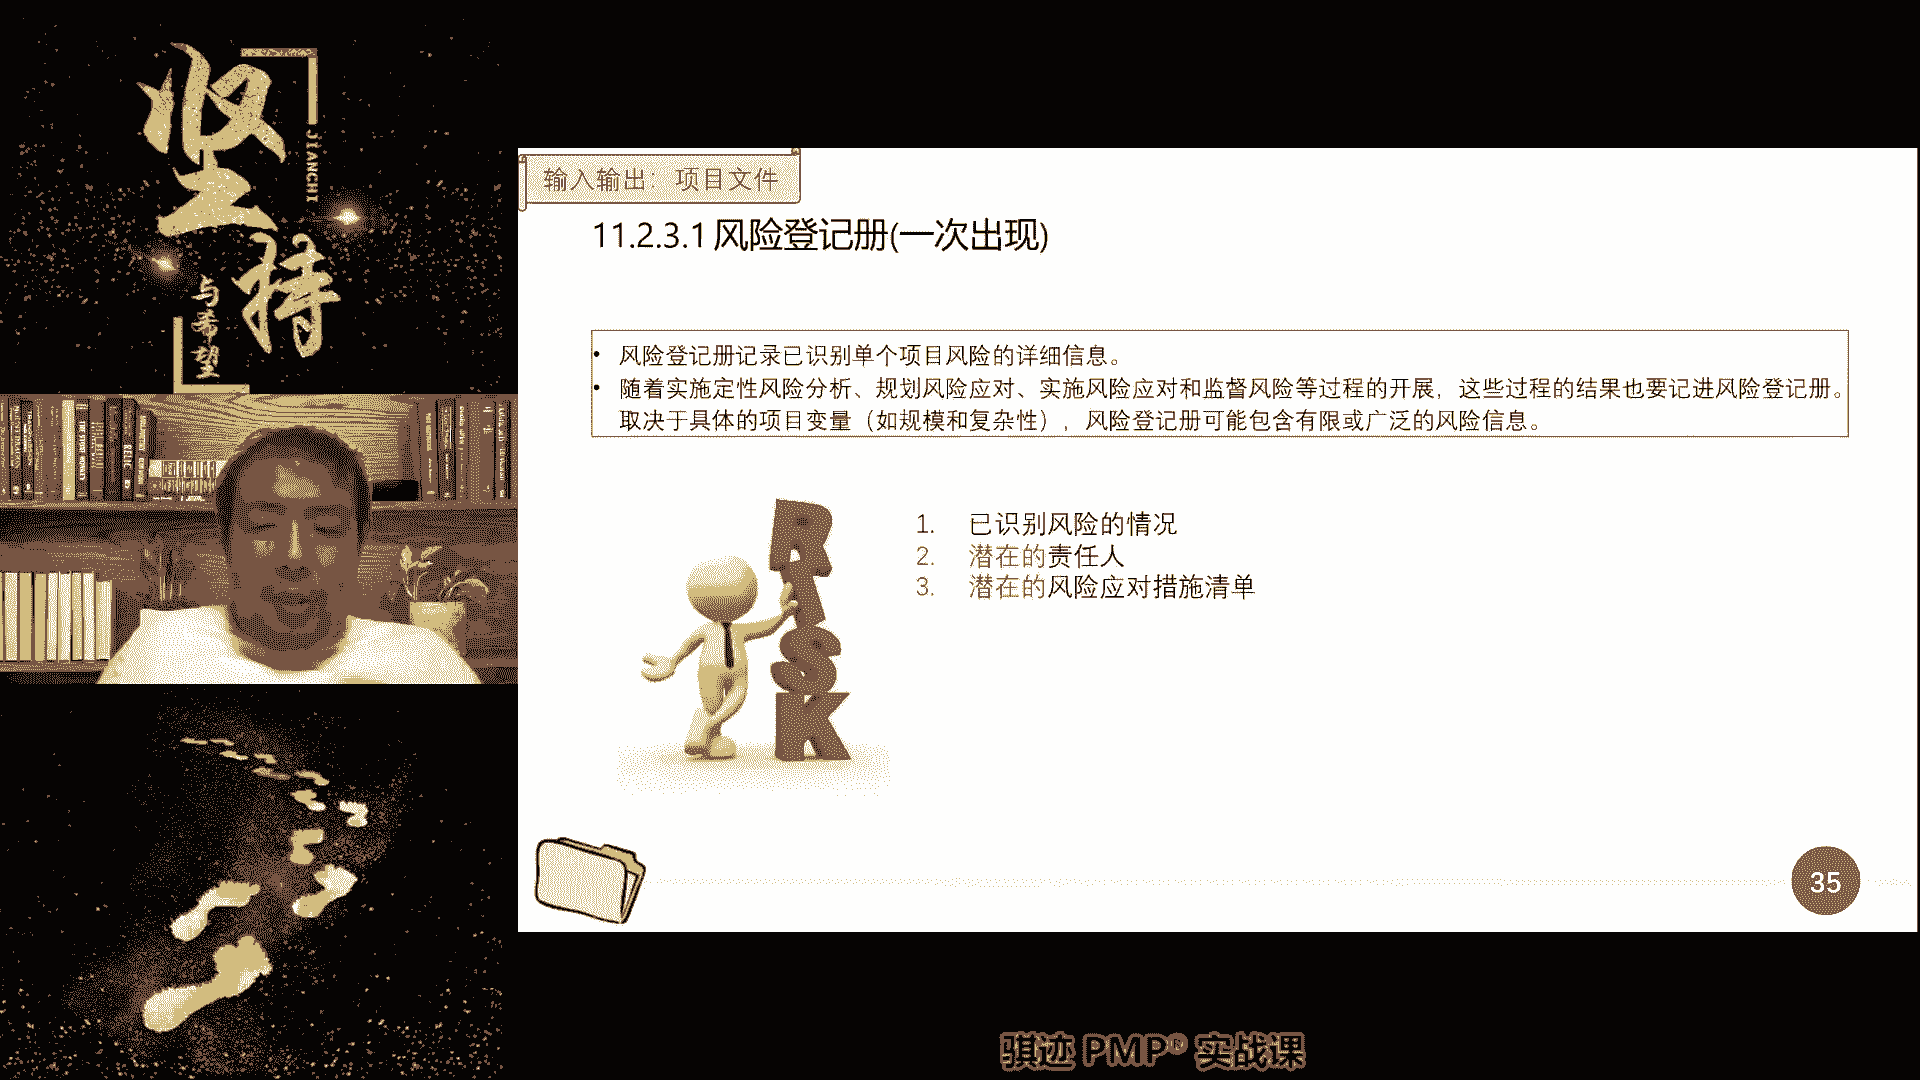 坚持
JIANCHI
与希望
输入输出：项目文件
11.2.3.1 风险登记册(一次出现)
• 风险登记册记录已识别单个项目风险的详细信息。
• 随着实施定性风险分析、规划风险应对、实施风险应对和监督风险等过程的开展，这些过程的结果也要记进风险登记册。
取决于具体的项目变量（如规模和复杂性），风险登记册可能包含有限或广泛的风险信息。
RISK
1. 已识别风险的情况
2. 潜在的责任人
3. 潜在的风险应对措施清单
35
骐迹 PMP® 实战课